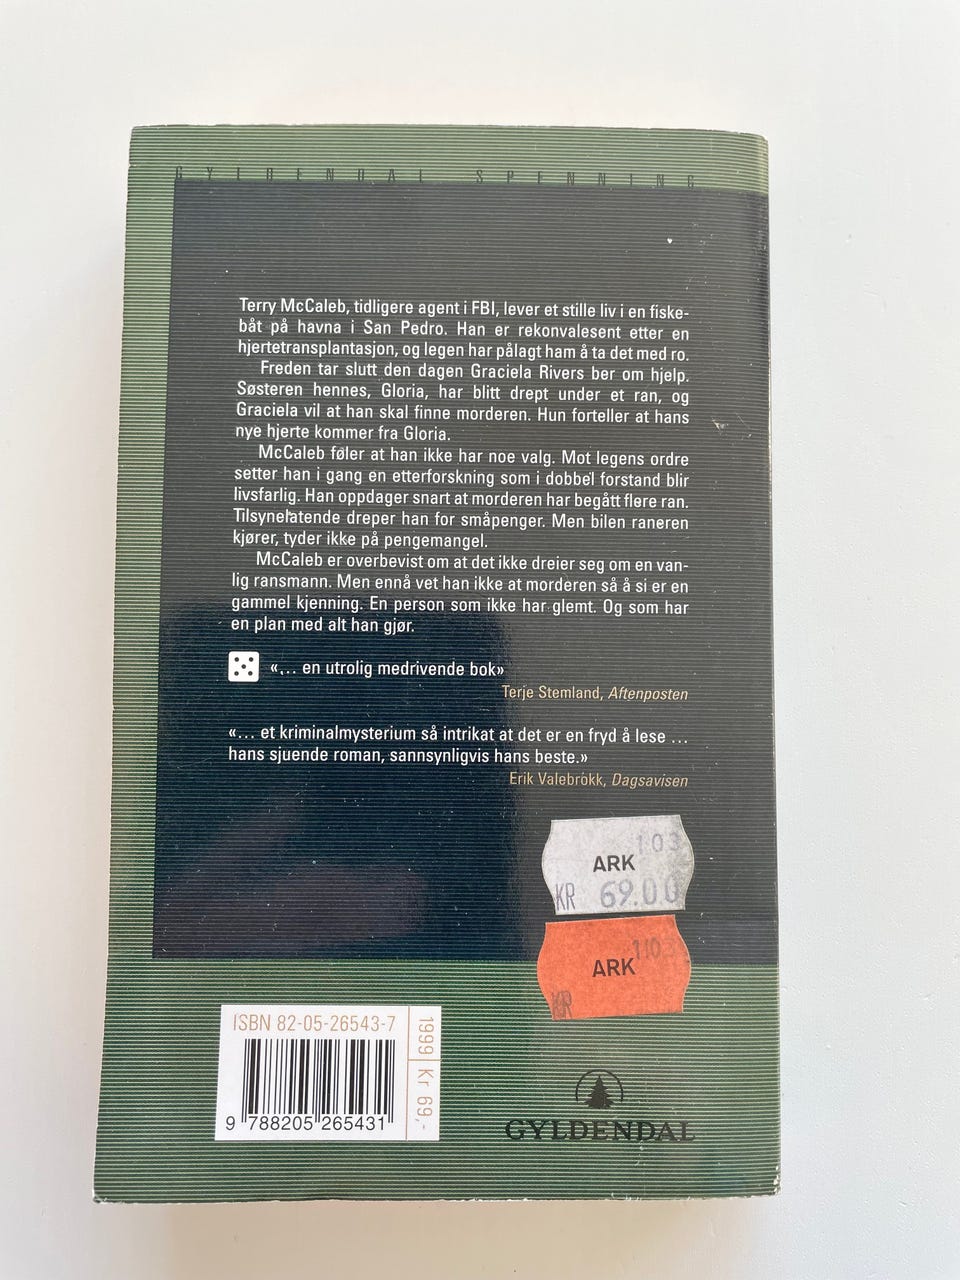 GYLDENDAL SPENNING
Terry McCaleb, tidligere agent i FBI, lever et stille liv i en fiske-
båt på havna i San Pedro. Han er rekonvalesent etter en
hjertetransplantasjon, og legen har pålagt ham å ta det med ro.
Freden tar slutt den dagen Graciela Rivers ber om hjelp.
Søsteren hennes, Gloria, har blitt drept under et ran, og
Graciela vil at han skal finne morderen. Hun forteller at hans
nye hjerte kommer fra Gloria.
McCaleb føler at han ikke har noe valg. Mot legens ordre
setter han i gang en etterforskning som i dobbel forstand blir
livsfarlig. Han oppdager snart at morderen har begått flere ran.
Tilsynelatende dreper han for småpenger. Men bilen raneren
kjører, tyder ikke på pengemangel.
McCaleb er overbevist om at det ikke dreier seg om en van-
lig ransmann. Men ennå vet han ikke at morderen så å si er en
gammel kjenning. En person som ikke har glemt. Og som har
en plan med alt han gjør.
«... en utrolig medrivende bok»
Terje Stemland, Aftenposten
«... et kriminalmysterium så intrikat at det er en fryd å lese ...
hans sjuende roman, sannsynligvis hans beste.»
Erik Valebrokk, Dagsavisen
103
ARK
KR 69.00
1103
ARK
KR
ISBN 82-05-26543-7
1999 Kr 69,-
9 788205 265431
GYLDENDAL